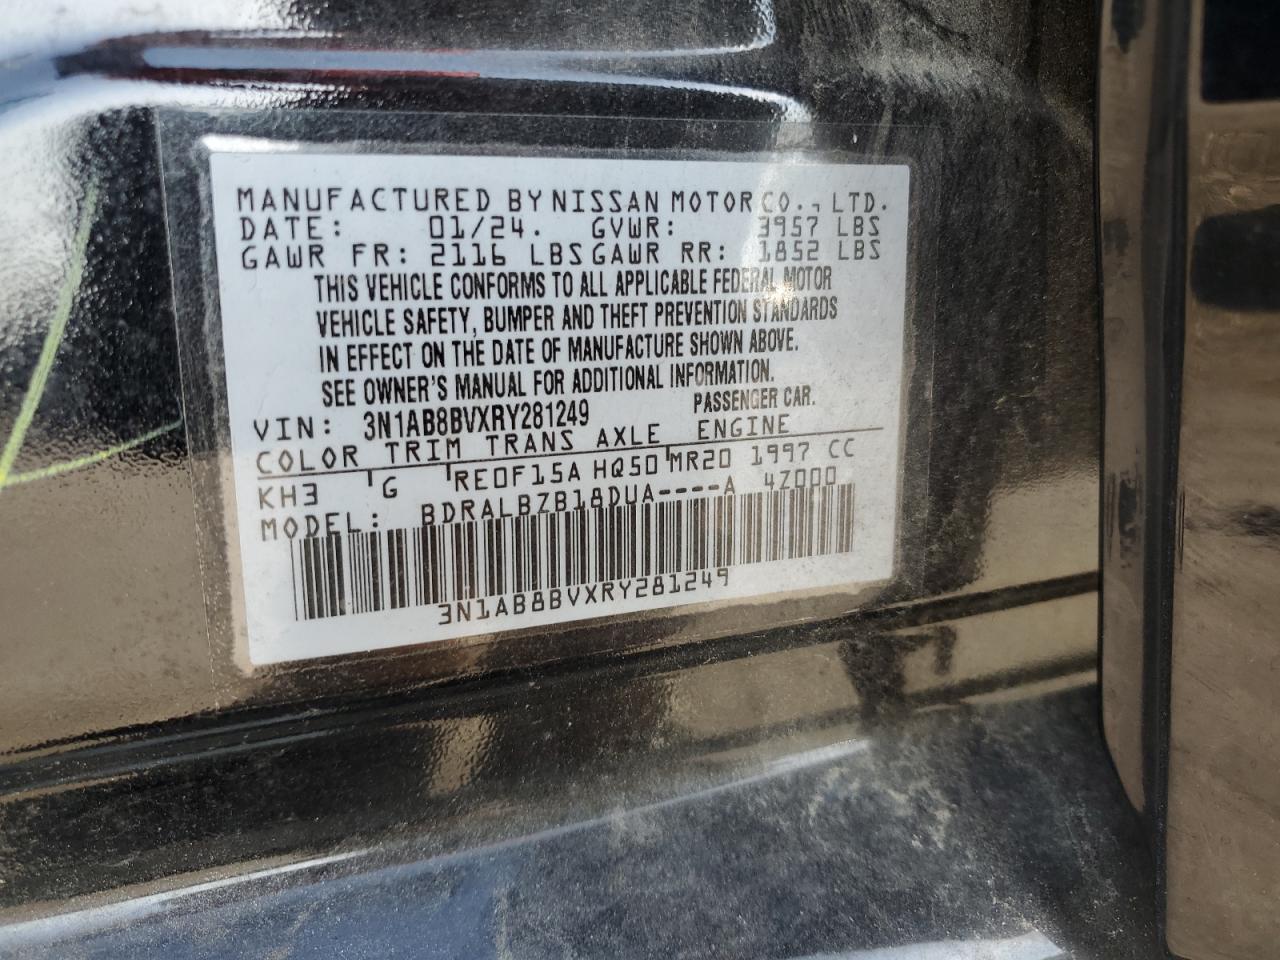 MANUFACTURED BY NISSAN MOTOR CO., LTD.
DATE: 01/24. GVWR: 3957 LBS
GAWR FR: 2116 LBS GAWR RR: 1852 LBS
THIS VEHICLE CONFORMS TO ALL APPLICABLE FEDERAL MOTOR
VEHICLE SAFETY, BUMPER AND THEFT PREVENTION STANDARDS
IN EFFECT ON THE DATE OF MANUFACTURE SHOWN ABOVE.
SEE OWNER'S MANUAL FOR ADDITIONAL INFORMATION.
VIN: 3N1AB8BVXRY281249 PASSENGER CAR.
COLOR TRIM TRANS AXLE ENGINE
KH3 G RE0F15A HQ50 MR20 1997 CC
MODEL: BDRALBZB18DUA----A 4Z000
3N1AB8BVXRY281249